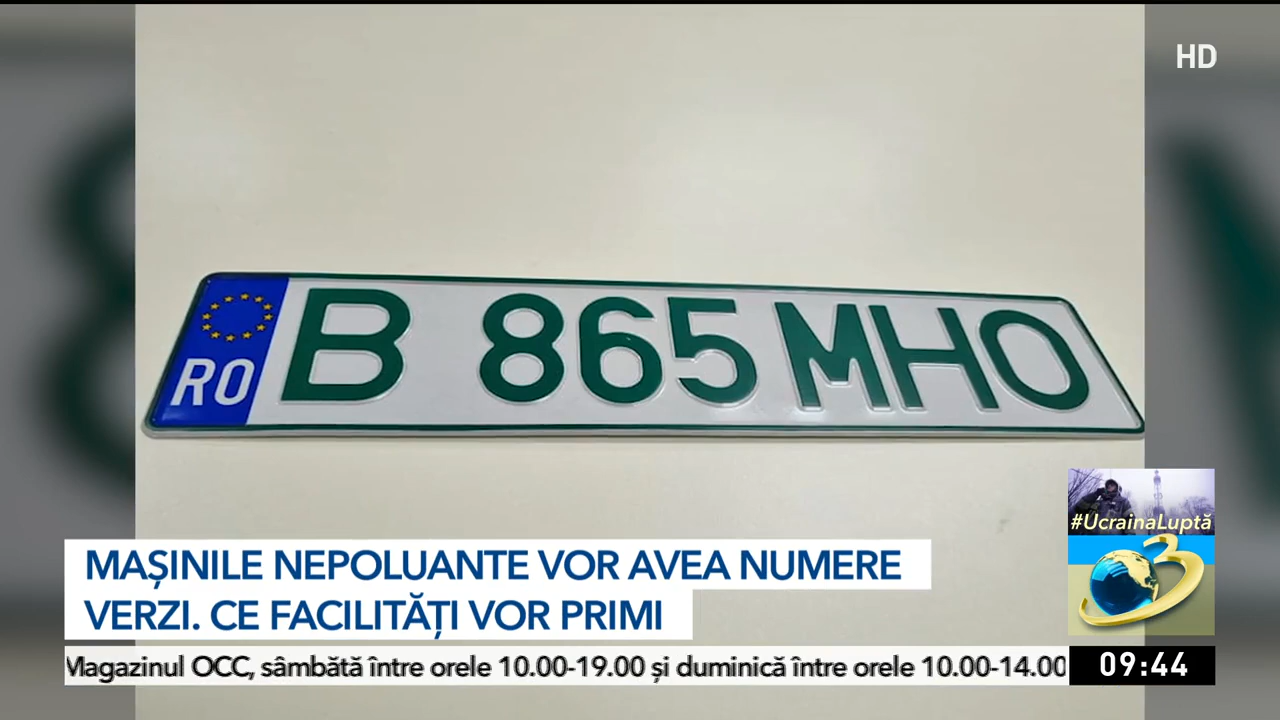 HD
RO B 865 MHO
#UcrainaLuptă
3
MAȘINILE NEPOLUANTE VOR AVEA NUMERE
VERZI. CE FACILITĂȚI VOR PRIMI
Magazinul OCC, sâmbătă între orele 10.00-19.00 și duminică între orele 10.00-14.00
09:44